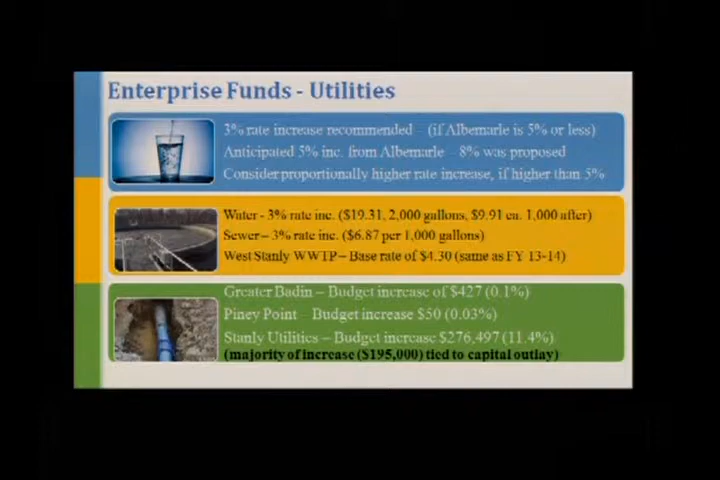 Enterprise Funds - Utilities
3% rate increase recommended – (if Albemarle is 5% or less)
Anticipated 5% inc. from Albemarle – 8% was proposed
Consider proportionally higher rate increase, if higher than 5%
Water - 3% rate inc. ($19.31, 2,000 gallons, $9.91 ea. 1,000 after)
Sewer – 3% rate inc. ($6.87 per 1,000 gallons)
West Stanly WWTP – Base rate of $4.30 (same as FY 13-14)
Greater Badin – Budget increase of $427 (0.1%)
Piney Point – Budget increase $50 (0.03%)
Stanly Utilities – Budget increase $276,497 (11.4%)
(majority of increase ($195,000) tied to capital outlay)